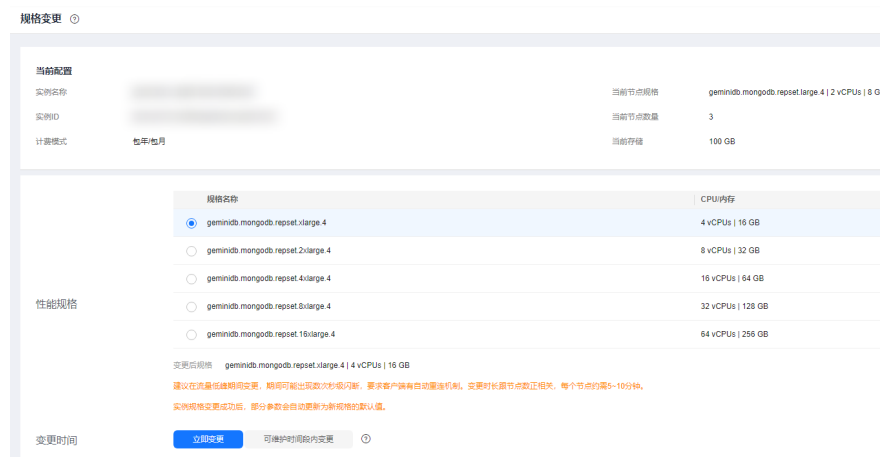 规格变更
当前配置
实例名称 当前节点规格 geminidb.mongodb.repset.large.4 | 2 vCPUs | 8 G
实例ID 当前节点数量 3
计费模式 包年/包月 当前存储 100 GB
规格名称 CPU/内存
geminidb.mongodb.repset.xlarge.4 4 vCPUs | 16 GB
geminidb.mongodb.repset.2xlarge.4 8 vCPUs | 32 GB
geminidb.mongodb.repset.4xlarge.4 16 vCPUs | 64 GB
性能规格 geminidb.mongodb.repset.8xlarge.4 32 vCPUs | 128 GB
geminidb.mongodb.repset.16xlarge.4 64 vCPUs | 256 GB
变更后规格 geminidb.mongodb.repset.xlarge.4 | 4 vCPUs | 16 GB
建议在流量低峰期间变更，期间可能出现数次秒级闪断，要求客户端有自动重连机制。变更时长跟节点数正相关，每个节点约需5~10分钟。
实例规格变更成功后，部分参数会自动更新为新规格的默认值。
变更时间 立即变更 可维护时间段内变更